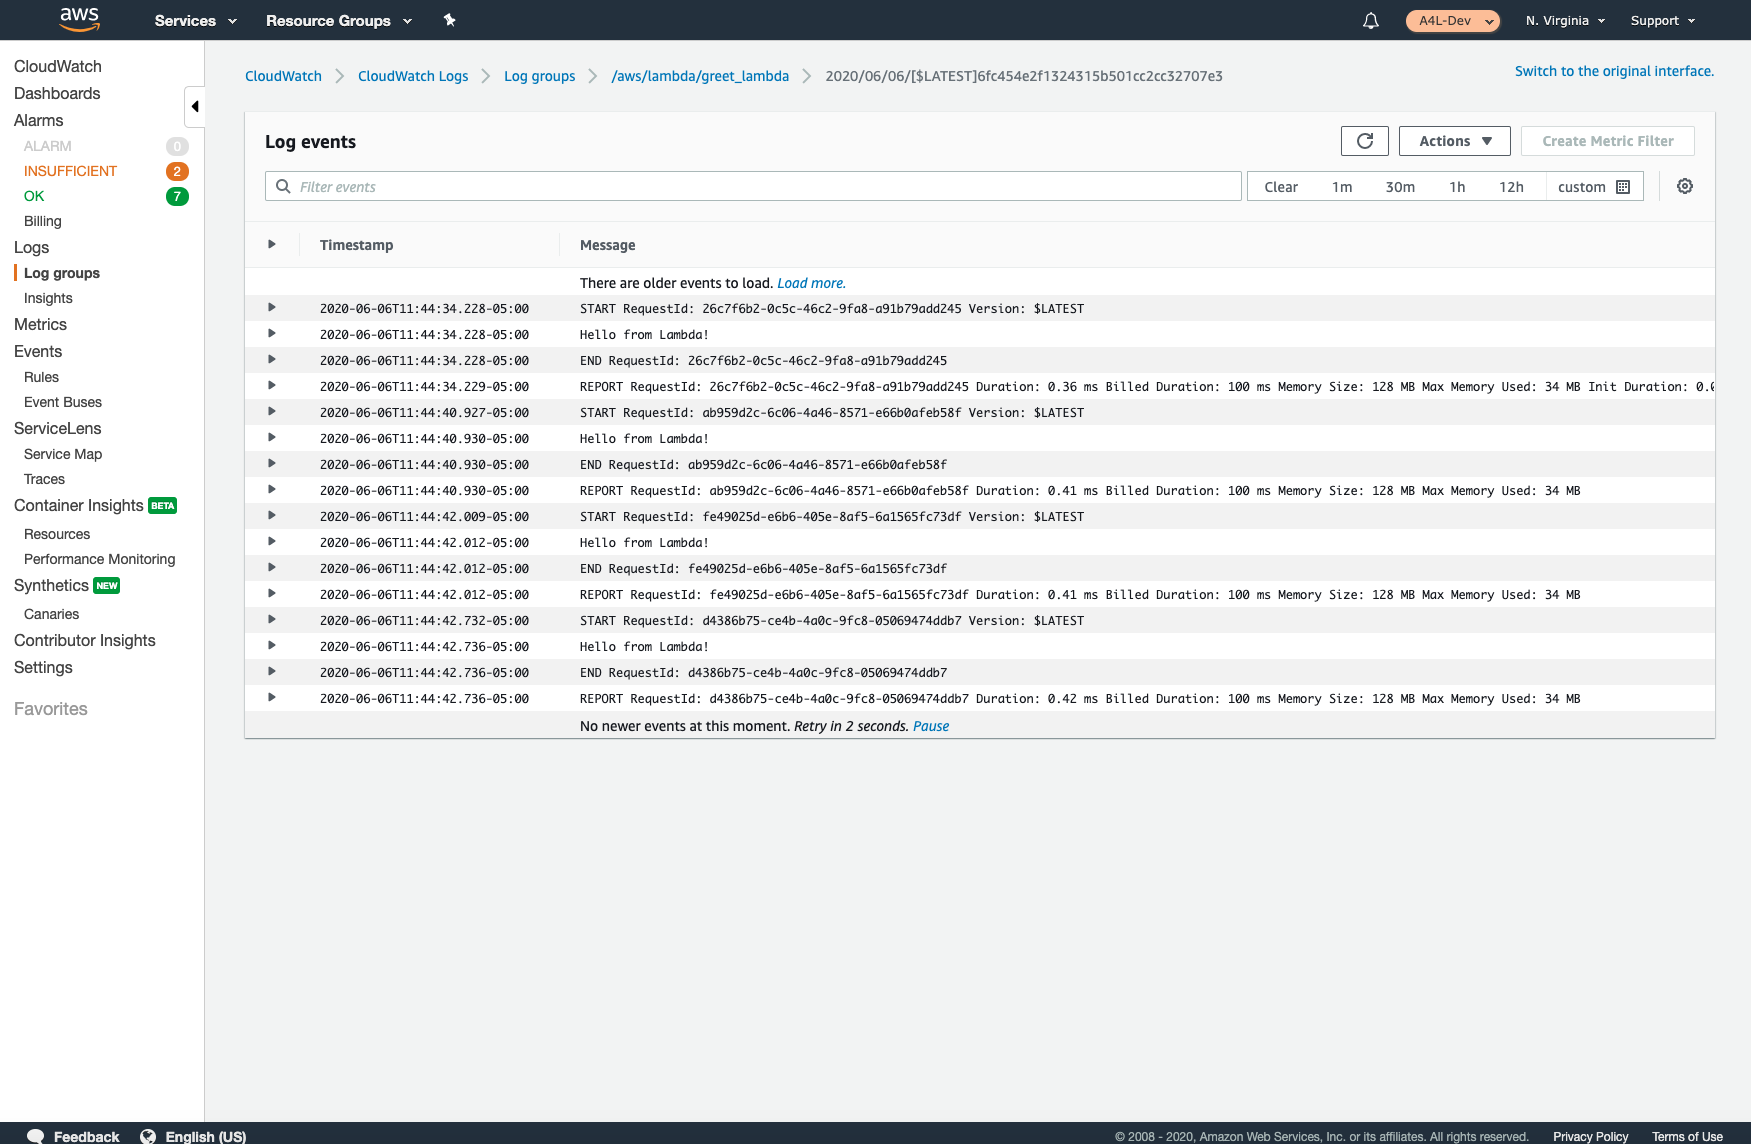 aws Services Resource Groups A4L-Dev N. Virginia Support
CloudWatch
Dashboards
Alarms
ALARM 0
INSUFFICIENT 2
OK 7
Billing
Logs
Log groups
Insights
Metrics
Events
Rules
Event Buses
ServiceLens
Service Map
Traces
Container Insights BETA
Resources
Performance Monitoring
Synthetics NEW
Canaries
Contributor Insights
Settings
Favorites
CloudWatch CloudWatch Logs Log groups /aws/lambda/greet_lambda 2020/06/06/[$LATEST]6fc454e2f1324315b501cc2cc32707e3
Switch to the original interface.
Log events
Actions Create Metric Filter
Filter events Clear 1m 30m 1h 12h custom
Timestamp Message
There are older events to load. Load more.
2020-06-06T11:44:34.228-05:00 START RequestId: 26c7f6b2-0c5c-46c2-9fa8-a91b79add245 Version: $LATEST
2020-06-06T11:44:34.228-05:00 Hello from Lambda!
2020-06-06T11:44:34.228-05:00 END RequestId: 26c7f6b2-0c5c-46c2-9fa8-a91b79add245
2020-06-06T11:44:34.229-05:00 REPORT RequestId: 26c7f6b2-0c5c-46c2-9fa8-a91b79add245 Duration: 0.36 ms Billed Duration: 100 ms Memory Size: 128 MB Max Memory Used: 34 MB Init Duration:
2020-06-06T11:44:40.927-05:00 START RequestId: ab959d2c-6c06-4a46-8571-e66b0afeb58f Version: $LATEST
2020-06-06T11:44:40.930-05:00 Hello from Lambda!
2020-06-06T11:44:40.930-05:00 END RequestId: ab959d2c-6c06-4a46-8571-e66b0afeb58f
2020-06-06T11:44:40.930-05:00 REPORT RequestId: ab959d2c-6c06-4a46-8571-e66b0afeb58f Duration: 0.41 ms Billed Duration: 100 ms Memory Size: 128 MB Max Memory Used: 34 MB
2020-06-06T11:44:42.009-05:00 START RequestId: fe49025d-e6b6-405e-8af5-6a1565fc73df Version: $LATEST
2020-06-06T11:44:42.012-05:00 Hello from Lambda!
2020-06-06T11:44:42.012-05:00 END RequestId: fe49025d-e6b6-405e-8af5-6a1565fc73df
2020-06-06T11:44:42.012-05:00 REPORT RequestId: fe49025d-e6b6-405e-8af5-6a1565fc73df Duration: 0.41 ms Billed Duration: 100 ms Memory Size: 128 MB Max Memory Used: 34 MB
2020-06-06T11:44:42.732-05:00 START RequestId: d4386b75-ce4b-4a0c-9fc8-05069474ddb7 Version: $LATEST
2020-06-06T11:44:42.736-05:00 Hello from Lambda!
2020-06-06T11:44:42.736-05:00 END RequestId: d4386b75-ce4b-4a0c-9fc8-05069474ddb7
2020-06-06T11:44:42.736-05:00 REPORT RequestId: d4386b75-ce4b-4a0c-9fc8-05069474ddb7 Duration: 0.42 ms Billed Duration: 100 ms Memory Size: 128 MB Max Memory Used: 34 MB
No newer events at this moment. Retry in 2 seconds. Pause
Feedback English (US) © 2008 - 2020, Amazon Web Services, Inc. or its affiliates. All rights reserved. Privacy Policy Terms of Use